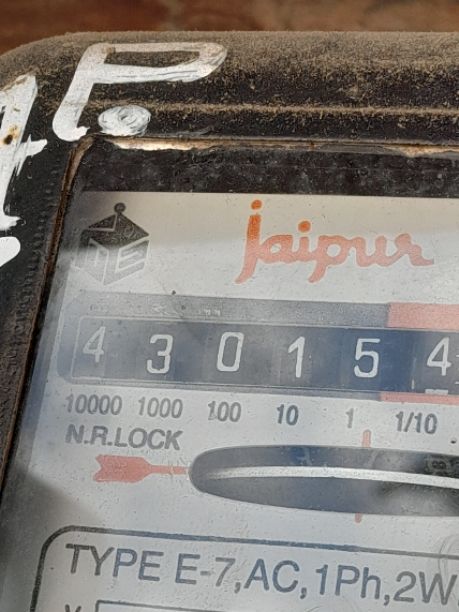 P.
jaipur
4 3 0 1 5 4
10000 1000 100 10 1 1/10
N.R.LOCK
TYPE E-7,AC,1Ph,2W